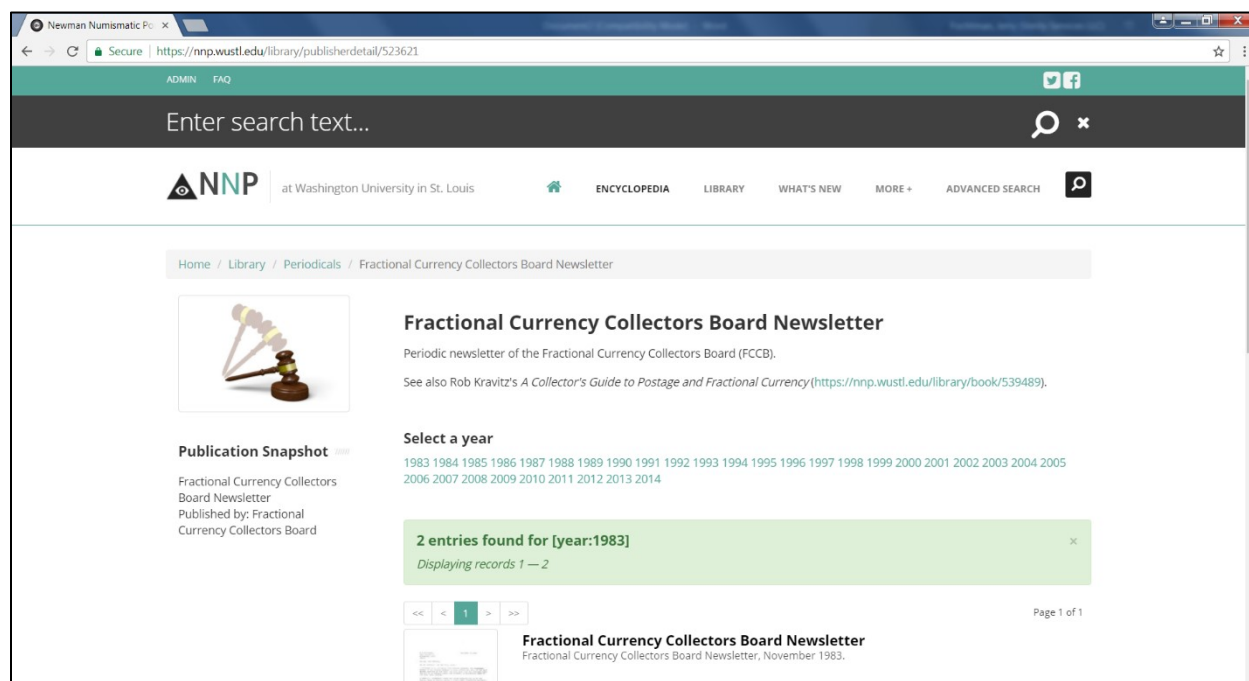 Newman Numismatic Po
Secure https://nnp.wustl.edu/library/publisherdetail/523621
ADMIN FAQ
Enter search text...
NNP at Washington University in St. Louis ENCYCLOPEDIA LIBRARY WHAT'S NEW MORE + ADVANCED SEARCH
Home / Library / Periodicals / Fractional Currency Collectors Board Newsletter
Fractional Currency Collectors Board Newsletter
Periodic newsletter of the Fractional Currency Collectors Board (FCCB).
See also Rob Kravitz's A Collector's Guide to Postage and Fractional Currency (https://nnp.wustl.edu/library/book/539489).
Publication Snapshot
Fractional Currency Collectors
Board Newsletter
Published by: Fractional
Currency Collectors Board
Select a year
1983 1984 1985 1986 1987 1988 1989 1990 1991 1992 1993 1994 1995 1996 1997 1998 1999 2000 2001 2002 2003 2004 2005
2006 2007 2008 2009 2010 2011 2012 2013 2014
2 entries found for [year:1983]
Displaying records 1 — 2
<< < 1 > >> Page 1 of 1
Fractional Currency Collectors Board Newsletter
Fractional Currency Collectors Board Newsletter, November 1983.